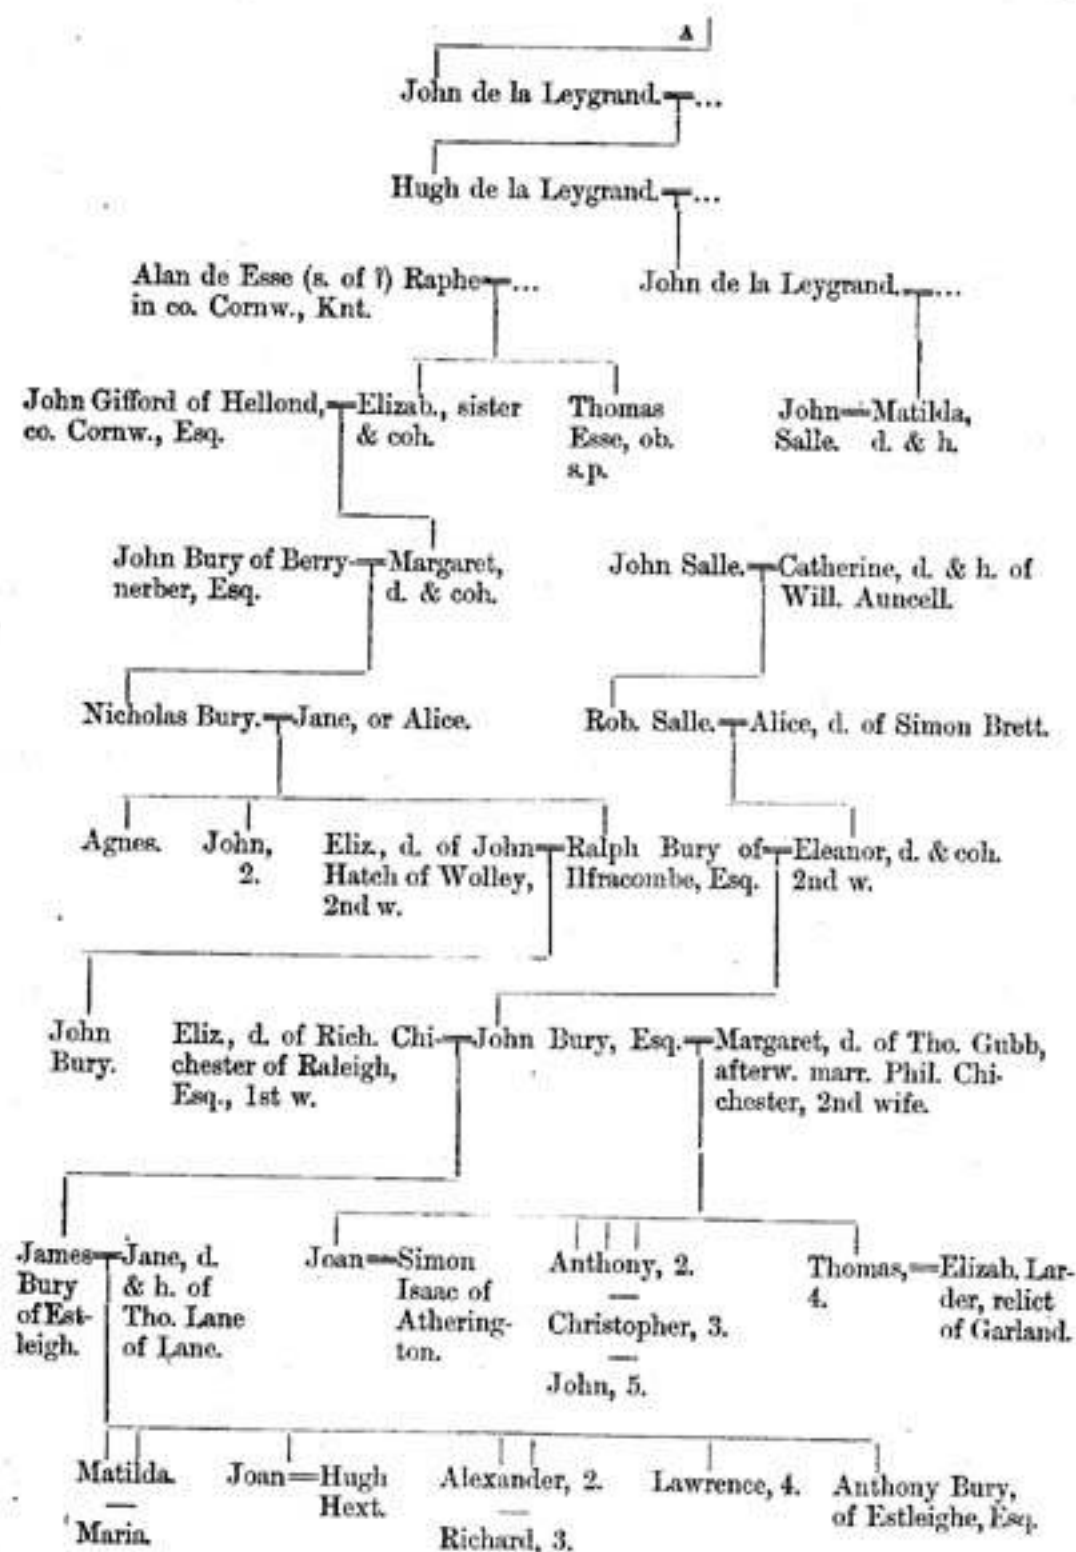 A
John de la Leygrand. ...
Hugh de la Leygrand. ...
Alan de Esse (s. of ?) Raphe ...
in co. Cornw., Knt.
John de la Leygrand. ...
John Gifford of Hellond,
co. Cornw., Esq.
Elizab., sister
& coh.
Thomas
Esse, ob.
s.p.
John
Salle.
Matilda,
d. & h.
John Bury of Berry-
nerber, Esq.
Margaret,
d. & coh.
John Salle.
Catherine, d. & h. of
Will. Auncell.
Nicholas Bury.
Jane, or Alice.
Rob. Salle.
Alice, d. of Simon Brett.
Agnes.
John,
2.
Eliz., d. of John
Hatch of Wolley,
2nd w.
Ralph Bury of
Ilfracombe, Esq.
Eleanor, d. & coh.
2nd w.
John
Bury.
Eliz., d. of Rich. Chi-
chester of Raleigh,
Esq., 1st w.
John Bury, Esq.
Margaret, d. of Tho. Gubb,
afterw. marr. Phil. Chi-
chester, 2nd wife.
James
Bury
of Est-
leigh.
Jane, d.
& h. of
Tho. Lane
of Lane.
Joan
Simon
Isaac of
Athering-
ton.
Anthony, 2.
—
Christopher, 3.
—
John, 5.
Thomas,
4.
Elizab. Lar-
der, relict
of Garland.
Matilda.
—
Maria.
Joan
Hugh
Hext.
Alexander, 2.
—
Richard, 3.
Lawrence, 4.
Anthony Bury,
of Estleighe, Esq.